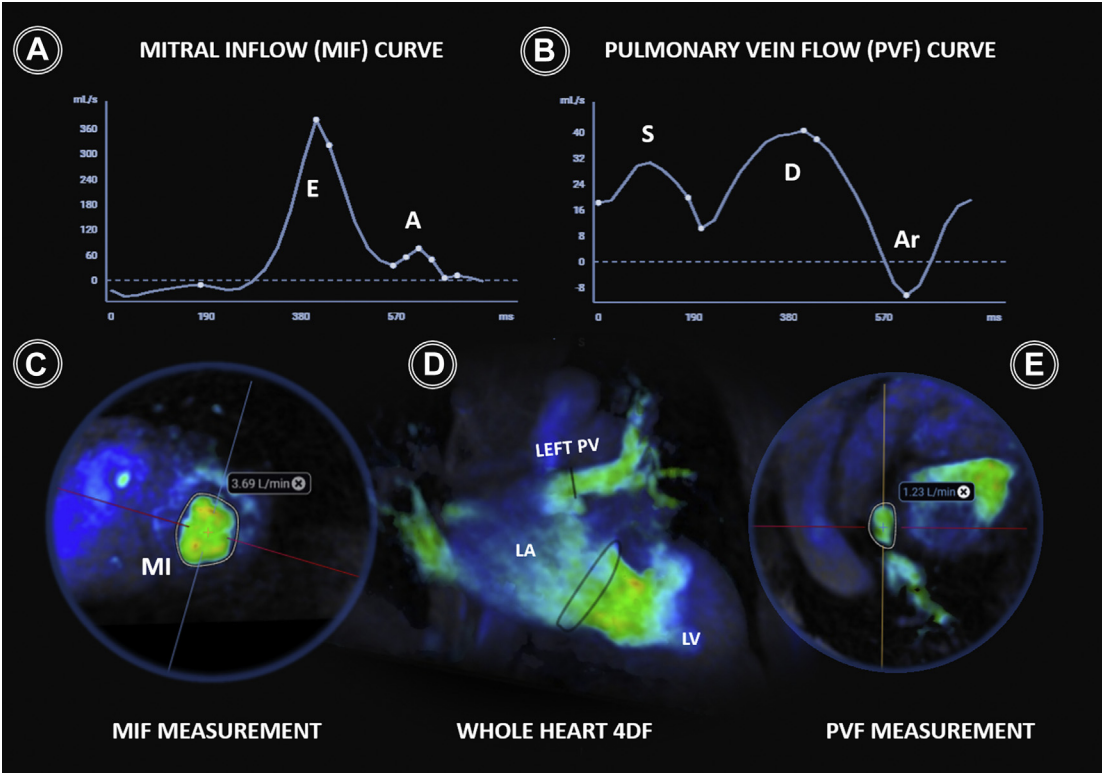 A
MITRAL INFLOW (MIF) CURVE
mL/s
360
300
240
180
120
60
0
E
A
0
190
380
570
ms
B
PULMONARY VEIN FLOW (PVF) CURVE
mL/s
40
32
24
16
8
0
-8
S
D
Ar
0
190
380
570
ms
C
3.69 L/min
MI
MIF MEASUREMENT
D
LEFT PV
LA
LV
WHOLE HEART 4DF
E
1.23 L/min
PVF MEASUREMENT